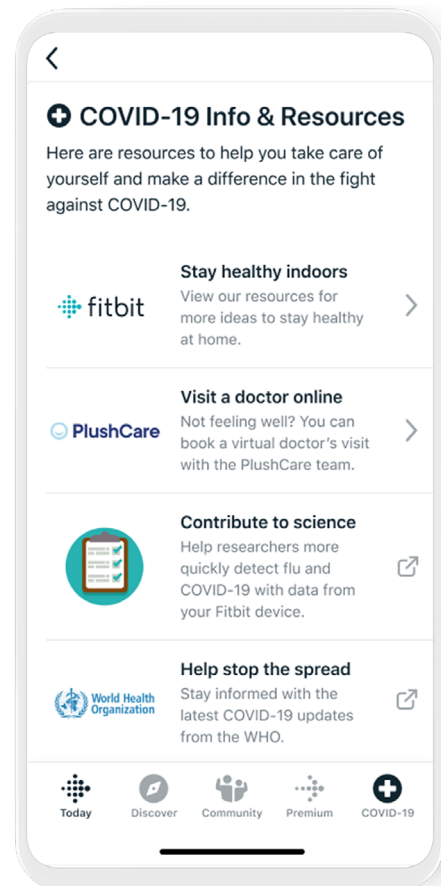 COVID-19 Info & Resources
Here are resources to help you take care of
yourself and make a difference in the fight
against COVID-19.
fitbit
Stay healthy indoors
View our resources for
more ideas to stay healthy
at home.
PlushCare
Visit a doctor online
Not feeling well? You can
book a virtual doctor's visit
with the PlushCare team.
Contribute to science
Help researchers more
quickly detect flu and
COVID-19 with data from
your Fitbit device.
World Health
Organization
Help stop the spread
Stay informed with the
latest COVID-19 updates
from the WHO.
Today
Discover
Community
Premium
COVID-19